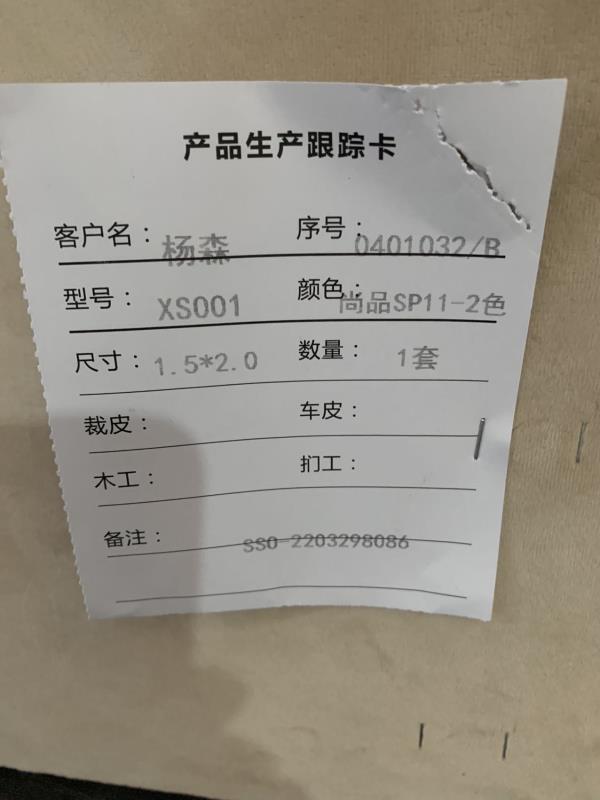 产品生产跟踪卡
客户名：杨森 序号：0401032/B
型号：XS001 颜色：尚品SP11-2色
尺寸：1.5*2.0 数量：1套
裁皮： 车皮：
木工： 扪工：
备注：SSO-2203298086